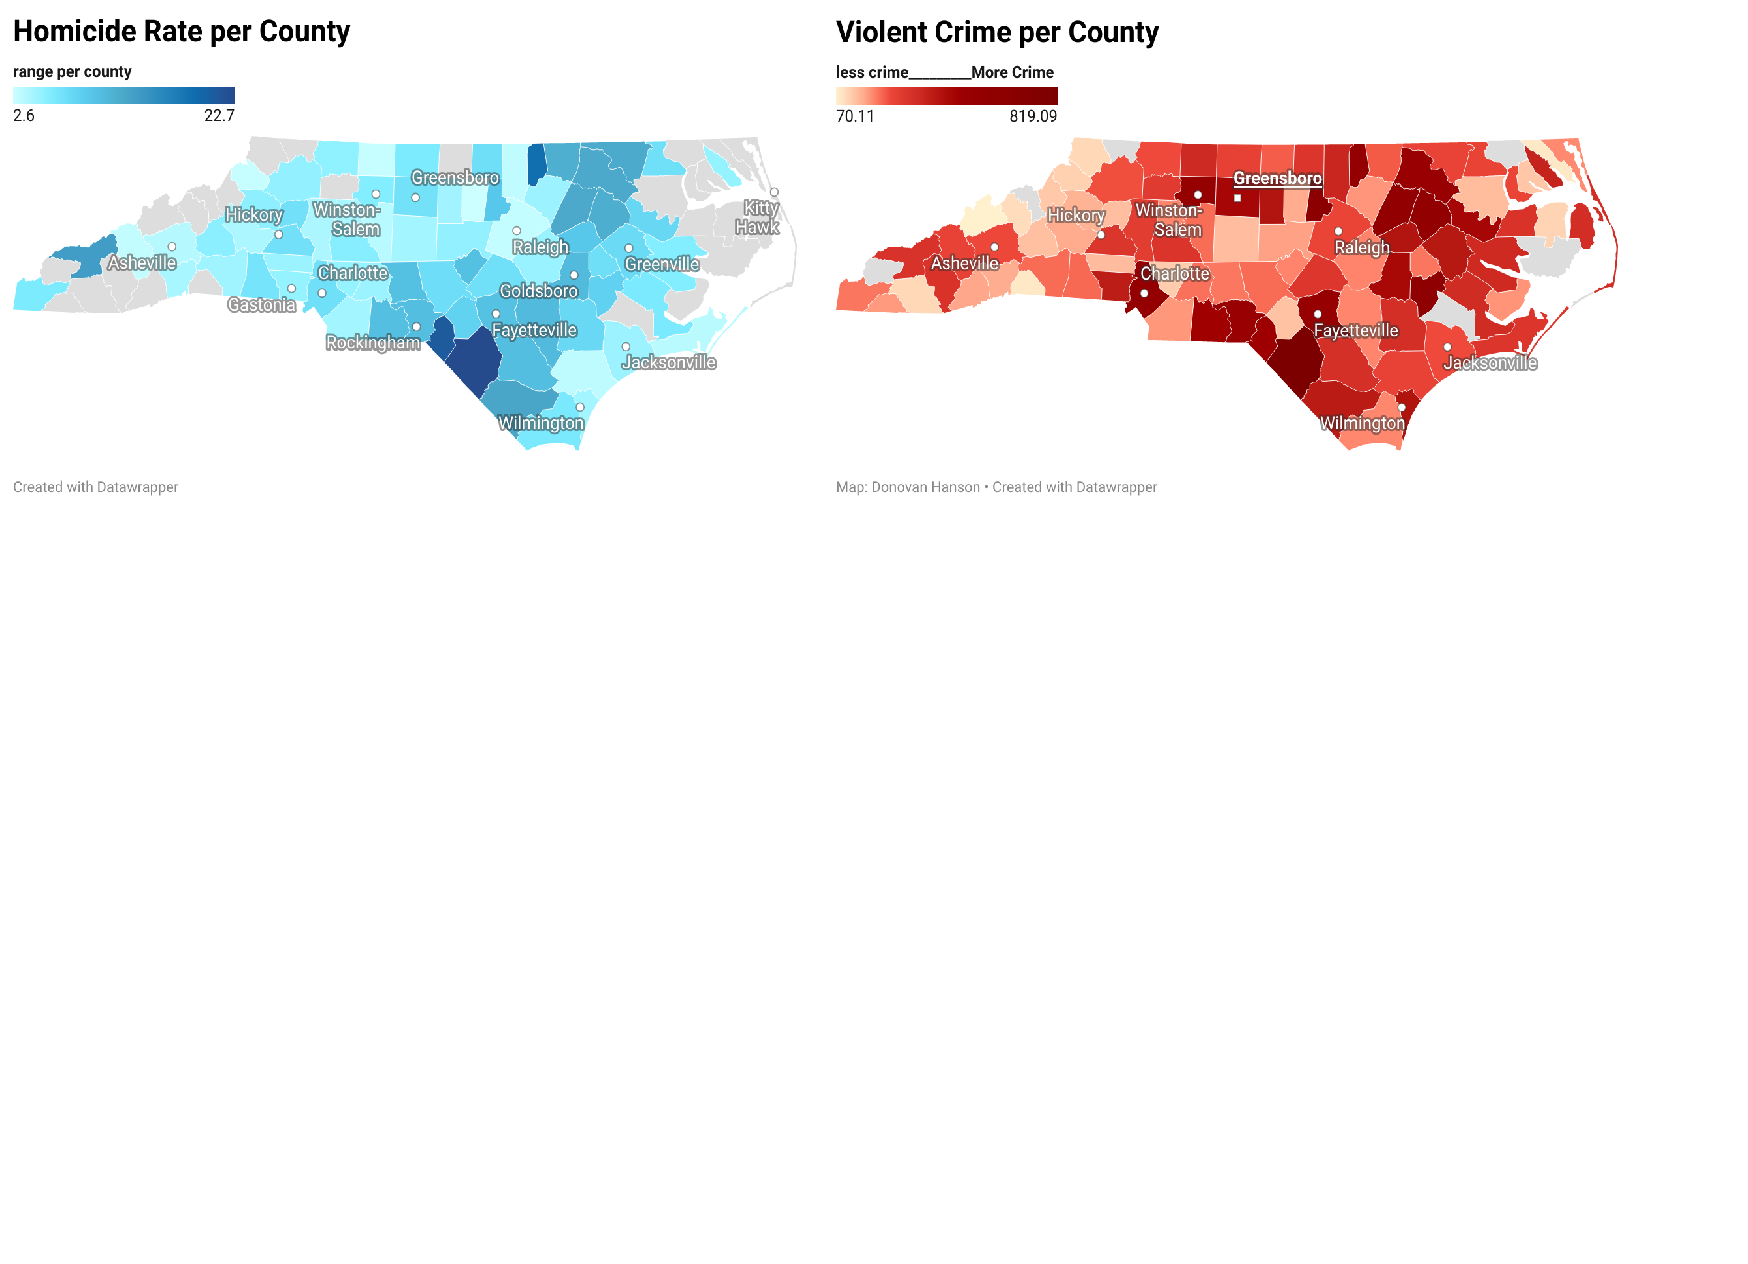 Homicide Rate per County
range per county
2.6 22.7
Greensboro
Kitty
Hawk
Hickory
Winston-
Salem
Raleigh
Asheville
Greenville
Charlotte
Goldsboro
Gastonia
Fayetteville
Rockingham
Jacksonville
Wilmington
Created with Datawrapper
Violent Crime per County
less crime_________More Crime
70.11 819.09
Greensboro
Hickory
Winston-
Salem
Raleigh
Asheville
Charlotte
Fayetteville
Jacksonville
Wilmington
Map: Donovan Hanson • Created with Datawrapper